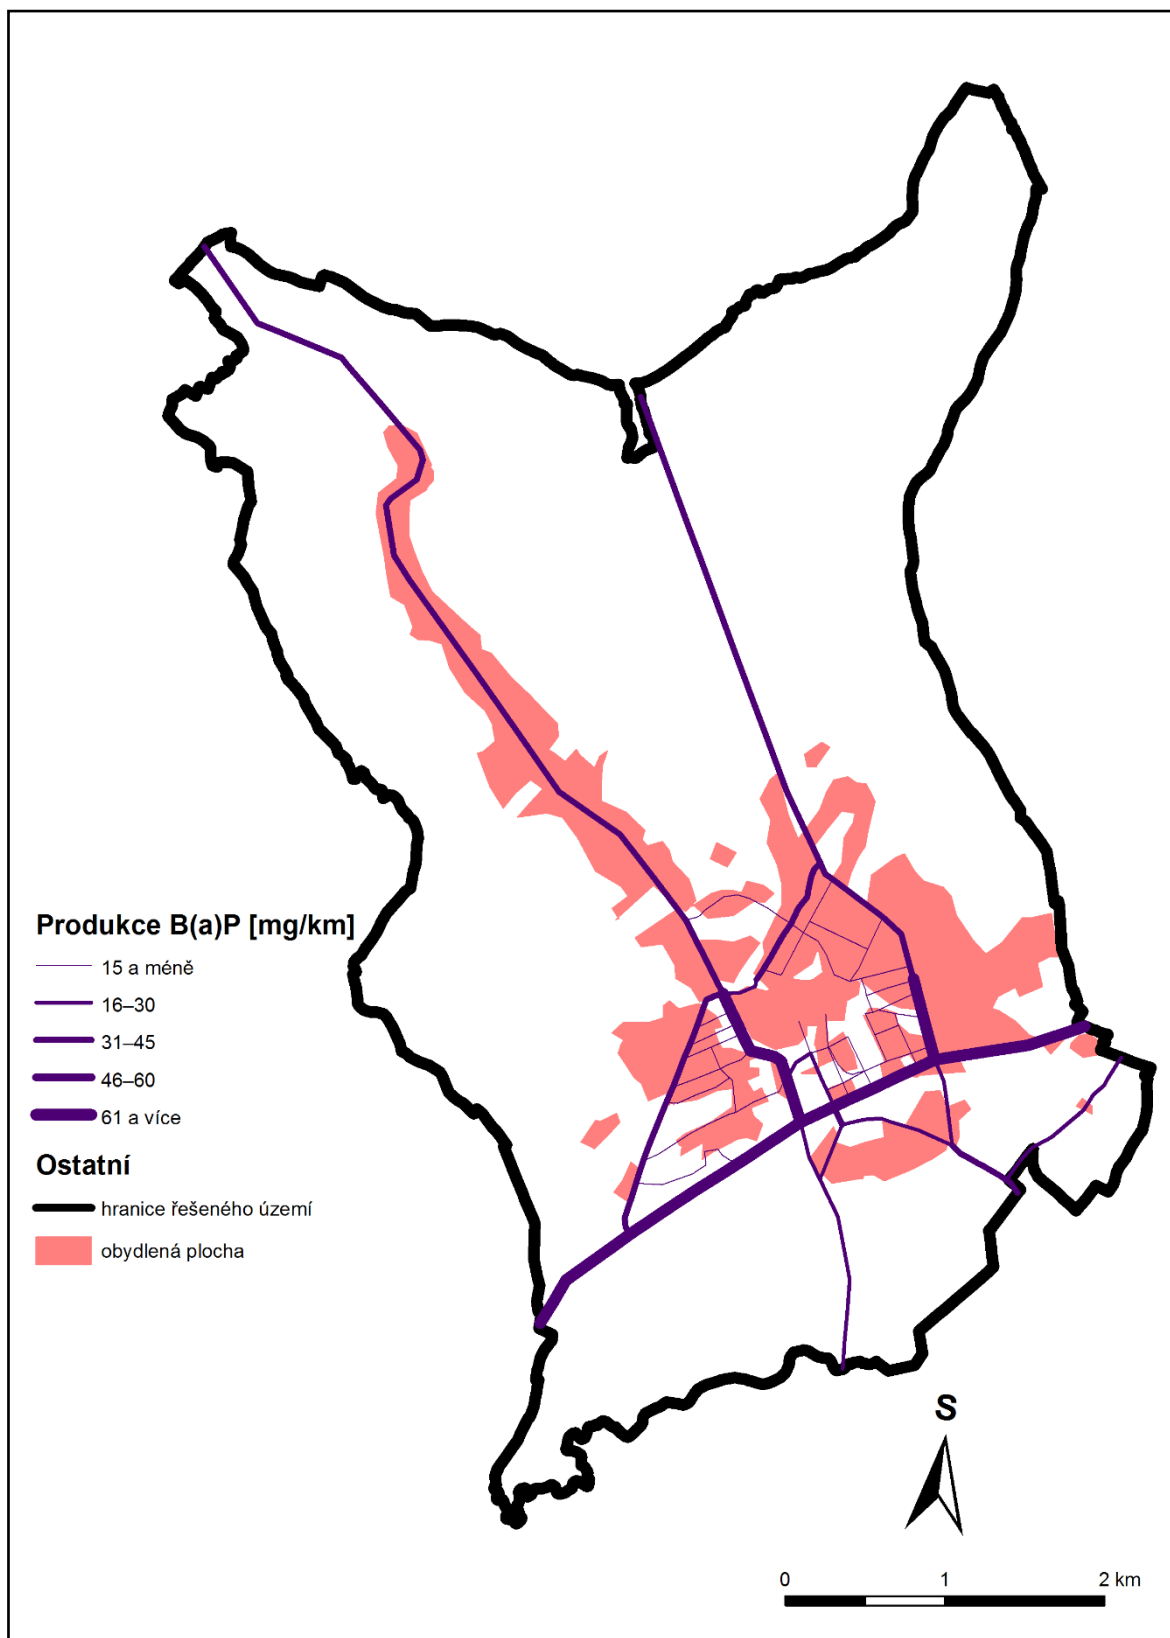 Produkce B(a)P [mg/km]
15 a méně
16–30
31–45
46–60
61 a více
Ostatní
hranice řešeného území
obydlená plocha
S
0 1 2 km